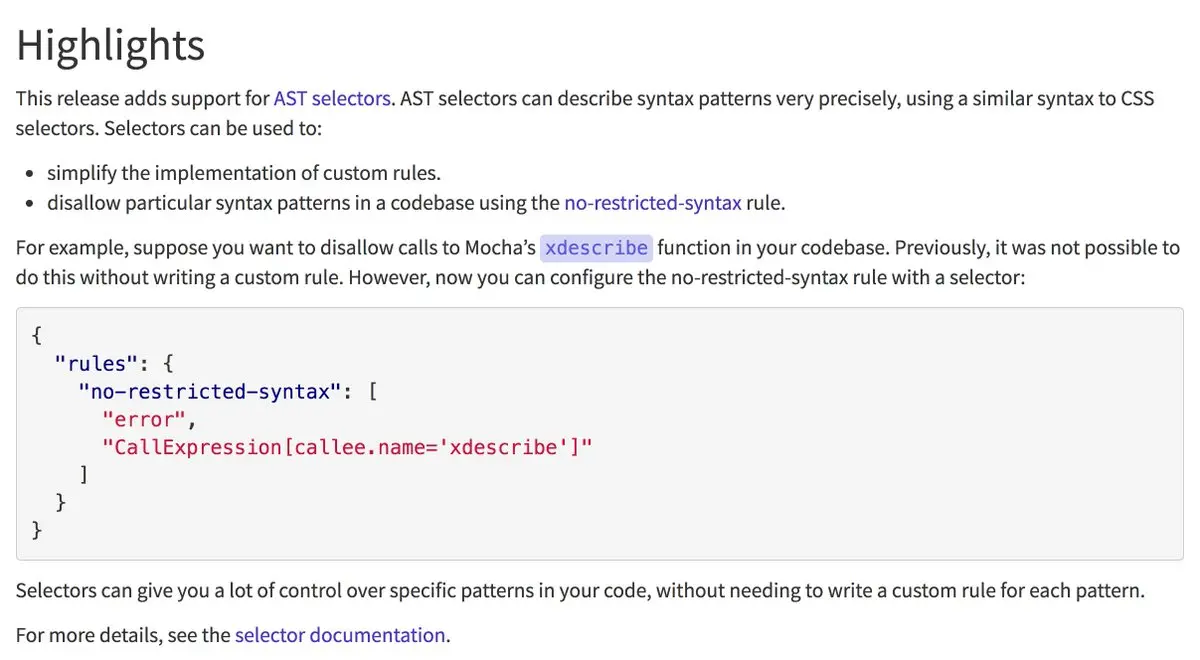 Highlights
This release adds support for AST selectors. AST selectors can describe syntax patterns very precisely, using a similar syntax to CSS
selectors. Selectors can be used to:
• simplify the implementation of custom rules.
• disallow particular syntax patterns in a codebase using the no-restricted-syntax rule.
For example, suppose you want to disallow calls to Mocha’s xdescribe function in your codebase. Previously, it was not possible to
do this without writing a custom rule. However, now you can configure the no-restricted-syntax rule with a selector:
{
  "rules": {
    "no-restricted-syntax": [
      "error",
      "CallExpression[callee.name='xdescribe']"
    ]
  }
}
Selectors can give you a lot of control over specific patterns in your code, without needing to write a custom rule for each pattern.
For more details, see the selector documentation.